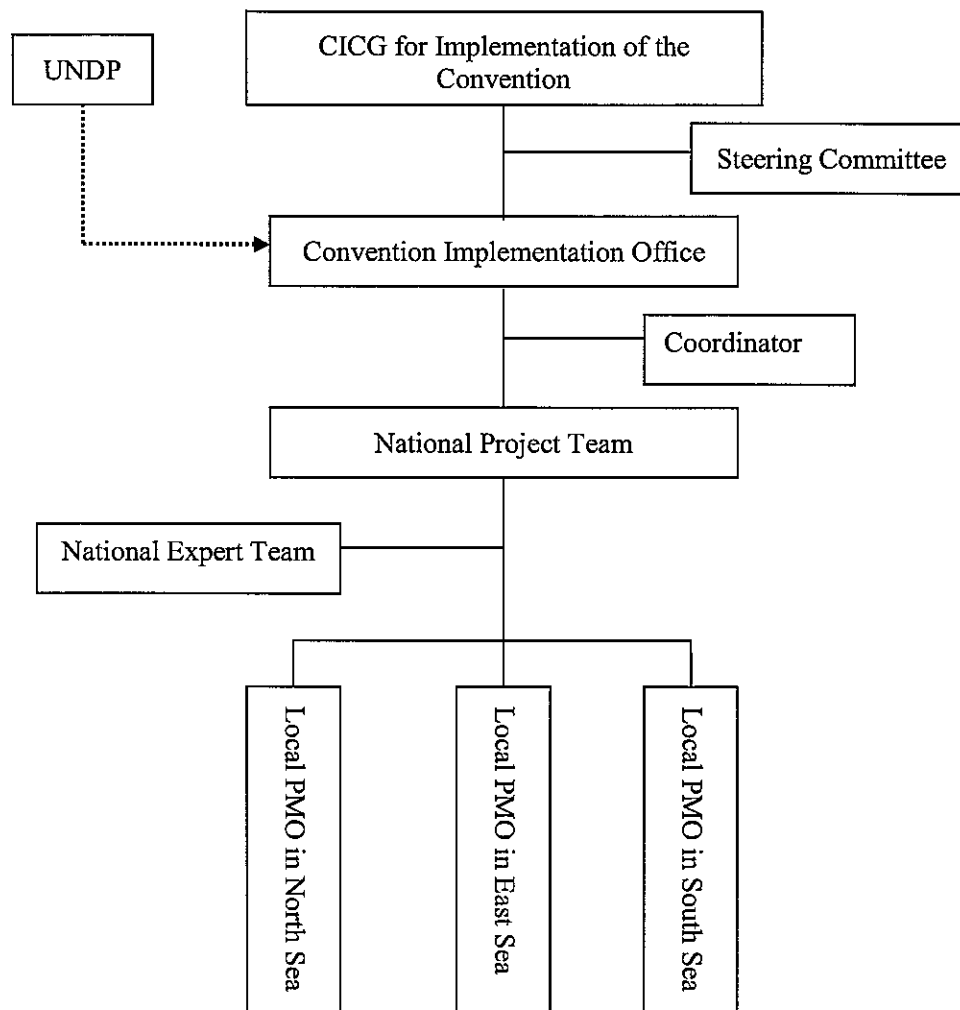 CICG for Implementation of the
Convention
UNDP
Steering Committee
Convention Implementation Office
Coordinator
National Project Team
National Expert Team
Local PMO in North Sea
Local PMO in East Sea
Local PMO in South Sea